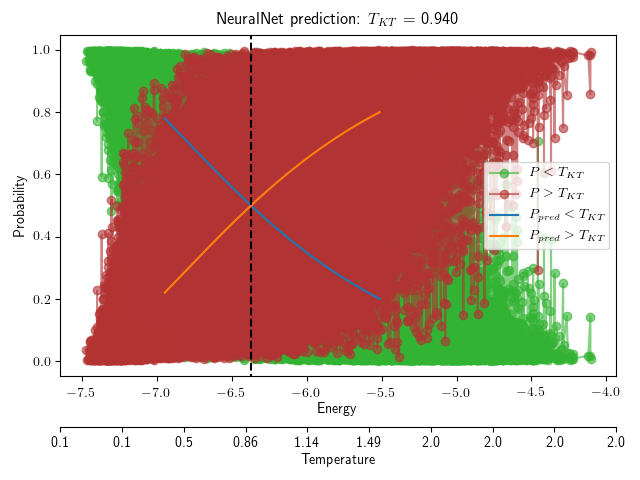 NeuralNet prediction: T_{KT} = 0.940
1.0
0.8
0.6
0.4
0.2
0.0
Probability
P < T_{KT}
P > T_{KT}
P_{pred} < T_{KT}
P_{pred} > T_{KT}
−7.5 −7.0 −6.5 −6.0 −5.5 −5.0 −4.5 −4.0
Energy
0.1 0.1 0.5 0.86 1.14 1.49 2.0 2.0 2.0 2.0
Temperature